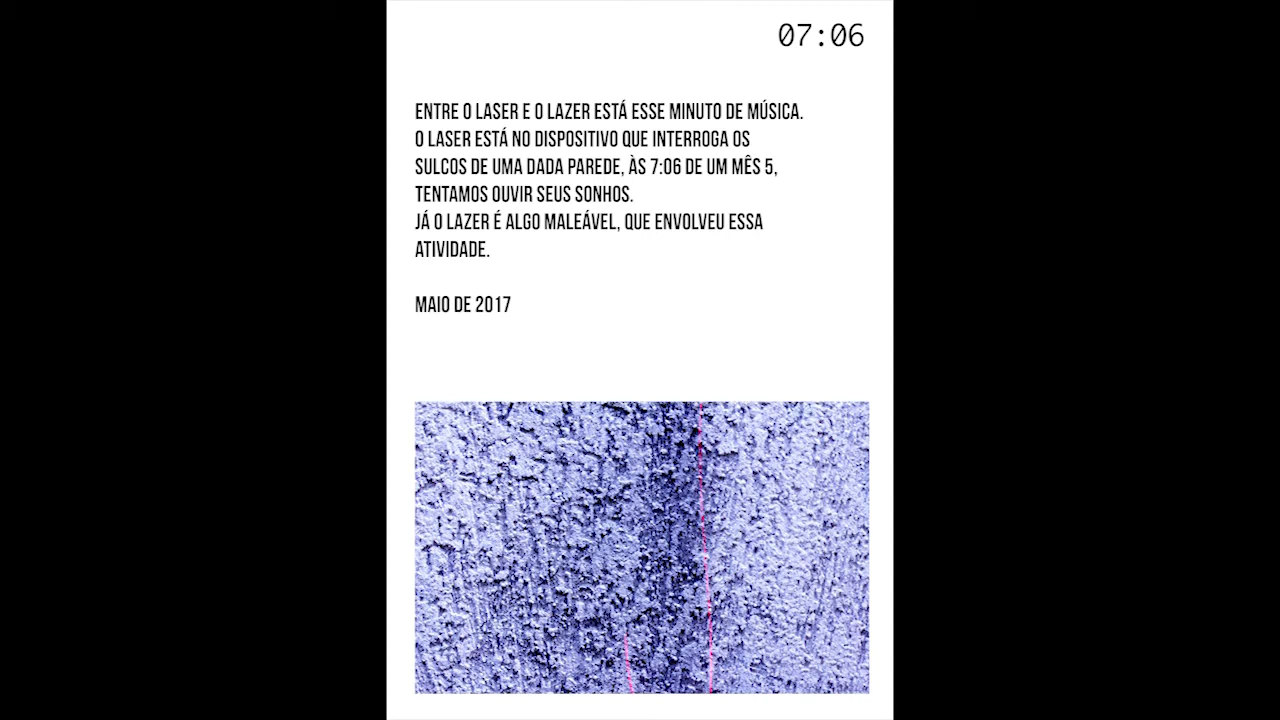 07:06
ENTRE O LASER E O LAZER ESTÁ ESSE MINUTO DE MÚSICA.
O LASER ESTÁ NO DISPOSITIVO QUE INTERROGA OS
SULCOS DE UMA DADA PAREDE, ÀS 7:06 DE UM MÊS 5,
TENTAMOS OUVIR SEUS SONHOS.
JÁ O LAZER É ALGO MALEÁVEL, QUE ENVOLVEU ESSA
ATIVIDADE.
MAIO DE 2017